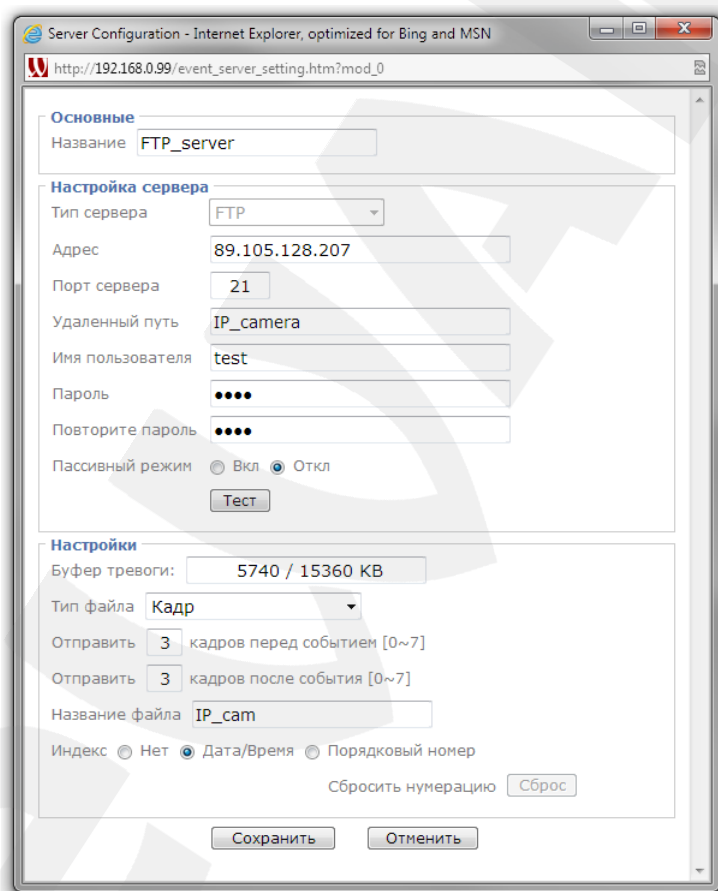 Server Configuration - Internet Explorer, optimized for Bing and MSN
http://192.168.0.99/event_server_setting.htm?mod_0
Основные
Название FTP_server
Настройка сервера
Тип сервера FTP
Адрес 89.105.128.207
Порт сервера 21
Удаленный путь IP_camera
Имя пользователя test
Пароль ●●●●
Повторите пароль ●●●●
Пассивный режим Вкл Откл
Тест
Настройки
Буфер тревоги: 5740 / 15360 KB
Тип файла Кадр
Отправить 3 кадров перед событием [0~7]
Отправить 3 кадров после события [0~7]
Название файла IP_cam
Индекс Нет Дата/Время Порядковый номер
Сбросить нумерацию Сброс
Сохранить Отменить